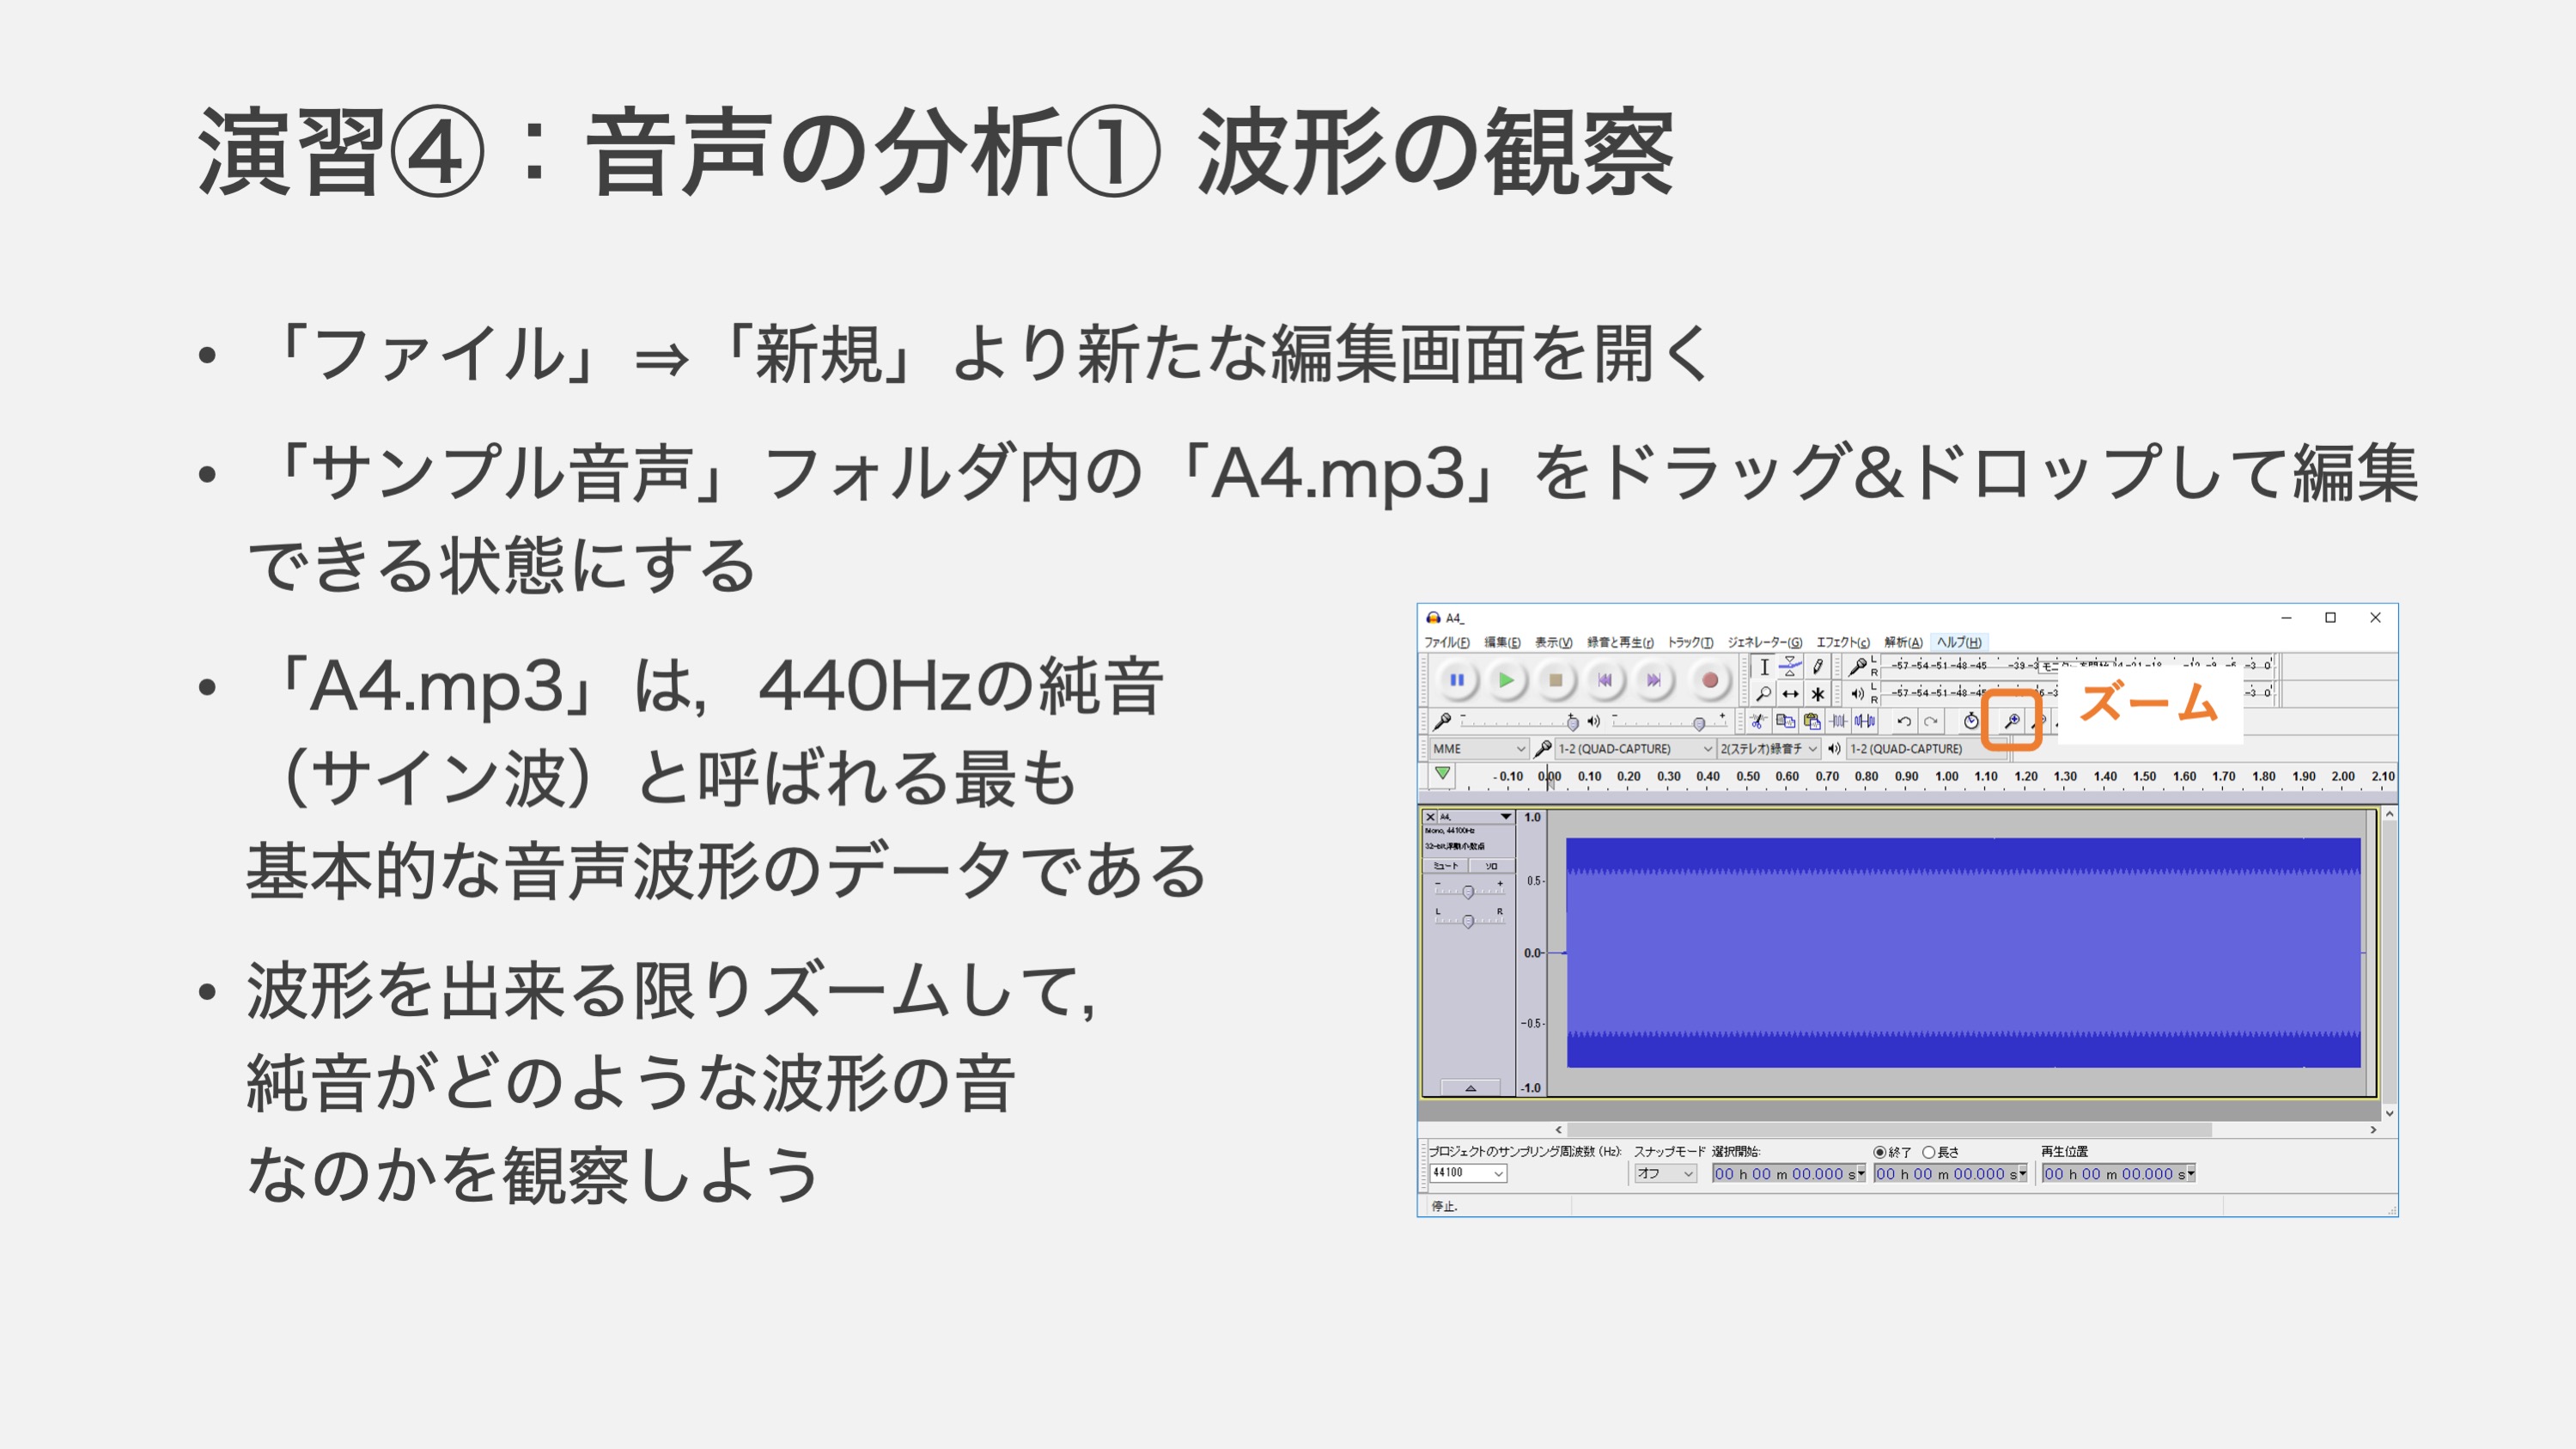 演習④：音声の分析① 波形の観察
• 「ファイル」⇒「新規」より新たな編集画面を開く
• 「サンプル音声」フォルダ内の「A4.mp3」をドラッグ&ドロップして編集
できる状態にする
• 「A4.mp3」は，440Hzの純音
（サイン波）と呼ばれる最も
基本的な音声波形のデータである
• 波形を出来る限りズームして，
純音がどのような波形の音
なのかを観察しよう
A4_
ファイル(F) 編集(E) 表示(V) 録音と再生(r) トラック(T) ジェネレーター(G) エフェクト(c) 解析(A) ヘルプ(H)
L
R
-57 -54 -51 -48 -45 -39 -3
-3 0
L
R
-57 -54 -51 -48 -45
-3 0
ズーム
MME 1-2 (QUAD-CAPTURE) 2(ステレオ)録音チ 1-2 (QUAD-CAPTURE)
-0.10 0.00 0.10 0.20 0.30 0.40 0.50 0.60 0.70 0.80 0.90 1.00 1.10 1.20 1.30 1.40 1.50 1.60 1.70 1.80 1.90 2.00 2.10
A4_
Mono, 44100Hz
32-bit浮動小数点
ミュート ソロ
- +
L R
1.0
0.5
0.0
-0.5
-1.0
プロジェクトのサンプリング周波数 (Hz): スナップモード 選択開始: 終了 長さ 再生位置
44100 オフ 00 h 00 m 00.000 s 00 h 00 m 00.000 s 00 h 00 m 00.000 s
停止.